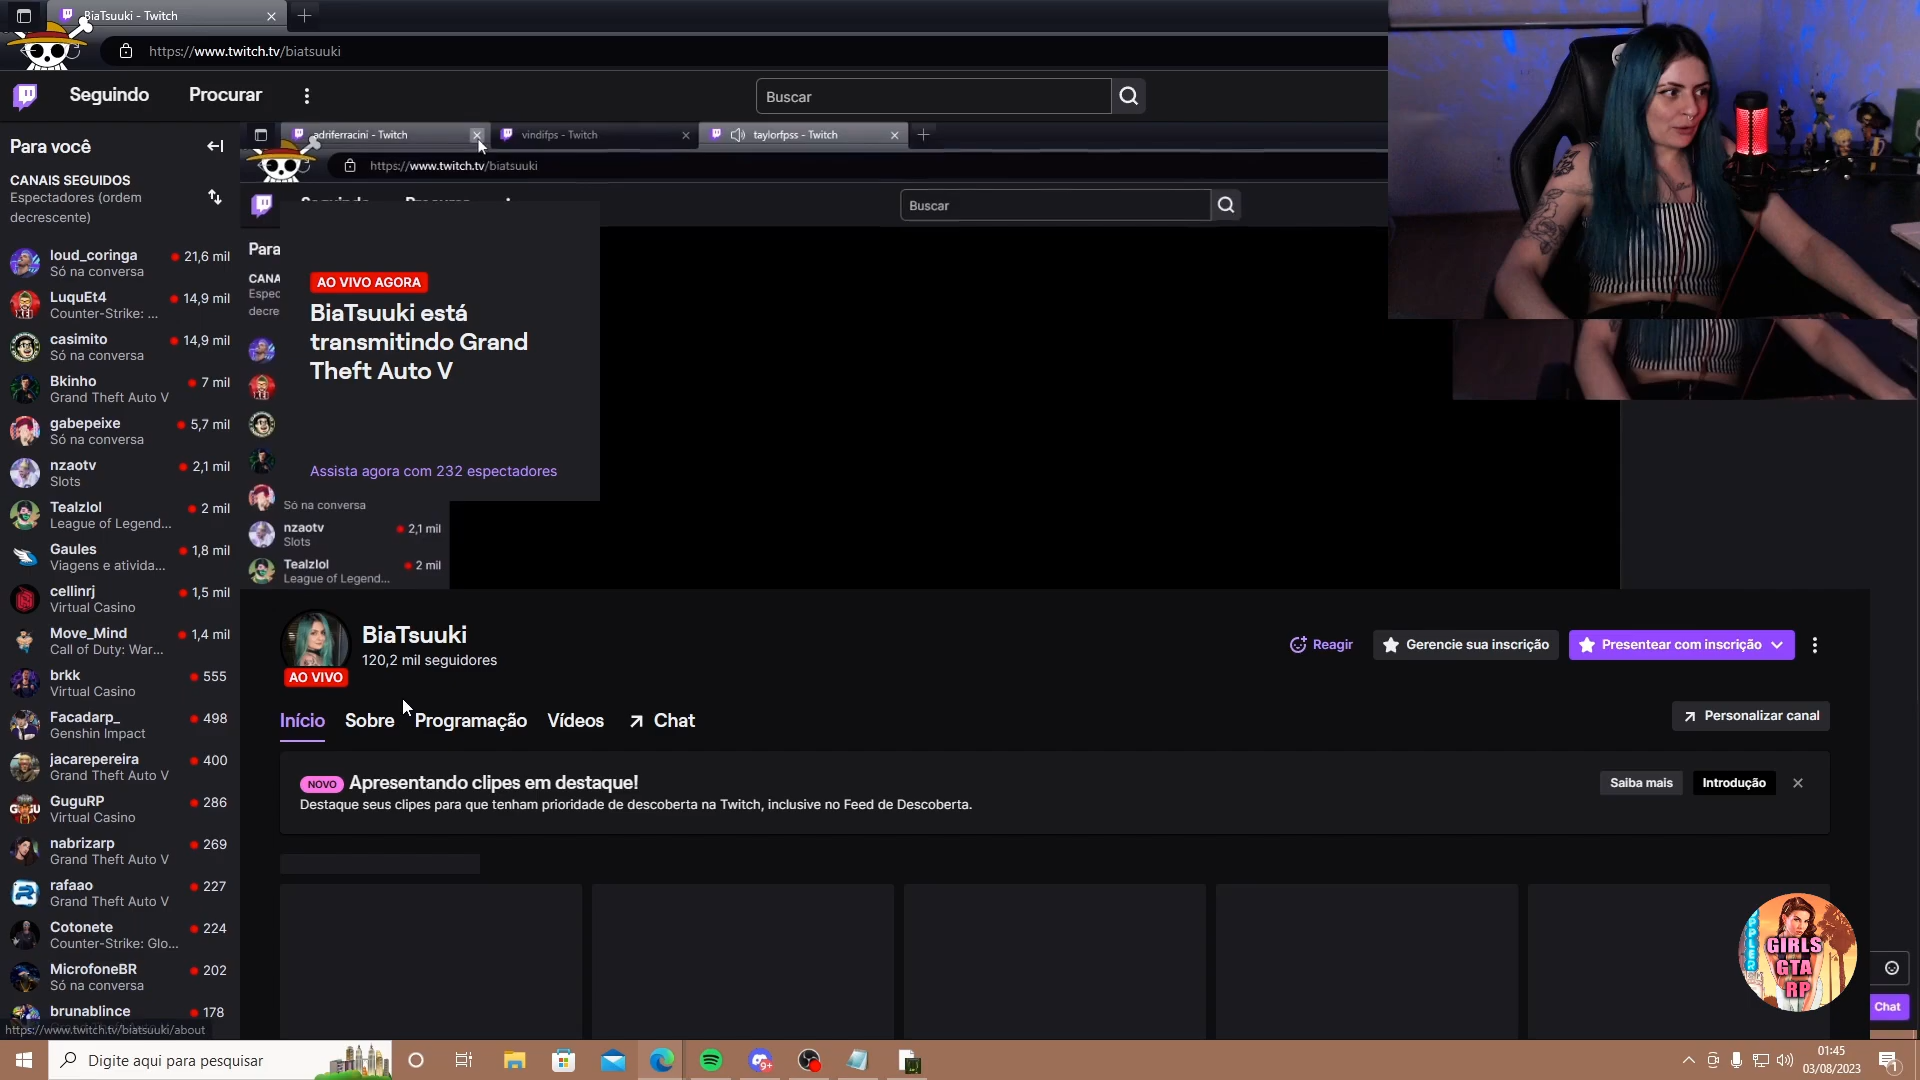 BiaTsuuki - Twitch
https://www.twitch.tv/biatsuuki
Seguindo
Procurar
Buscar
Para você
CANAIS SEGUIDOS
Espectadores (ordem
decrescente)
loud_coringa
21,6 mil
Só na conversa
LuquEt4
14,9 mil
Counter-Strike: ...
casimito
14,9 mil
Só na conversa
Bkinho
7 mil
Grand Theft Auto V
gabepeixe
5,7 mil
Só na conversa
nzaotv
2,1 mil
Slots
Tealzlol
2 mil
League of Legend...
Gaules
1,8 mil
Viagens e ativida...
cellinrj
1,5 mil
Virtual Casino
Move_Mind
1,4 mil
Call of Duty: War...
brkk
555
Virtual Casino
Facadarp_
498
Genshin Impact
jacarepereira
400
Grand Theft Auto V
GuguRP
286
Virtual Casino
nabrizarp
269
Grand Theft Auto V
rafaao
227
Grand Theft Auto V
Cotonete
224
Counter-Strike: Glo...
MicrofoneBR
202
Só na conversa
brunablince
178
https://www.twitch.tv/biatsuuki/about
adriferracini - Twitch
vindifps - Twitch
taylorfpss - Twitch
https://www.twitch.tv/biatsuuki
Buscar
Para
CANA
Espec
decre
AO VIVO AGORA
BiaTsuuki está
transmitindo Grand
Theft Auto V
Assista agora com 232 espectadores
Só na conversa
nzaotv
2,1 mil
Slots
Tealzlol
2 mil
League of Legend...
BiaTsuuki
120,2 mil seguidores
AO VIVO
Reagir
Gerencie sua inscrição
Presentear com inscrição
Início
Sobre
Programação
Vídeos
Chat
Personalizar canal
NOVO
Apresentando clipes em destaque!
Destaque seus clipes para que tenham prioridade de descoberta na Twitch, inclusive no Feed de Descoberta.
Saiba mais
Introdução
GIRLS
GTA
RP
Chat
Digite aqui para pesquisar
9+
01:45
03/08/2023
1